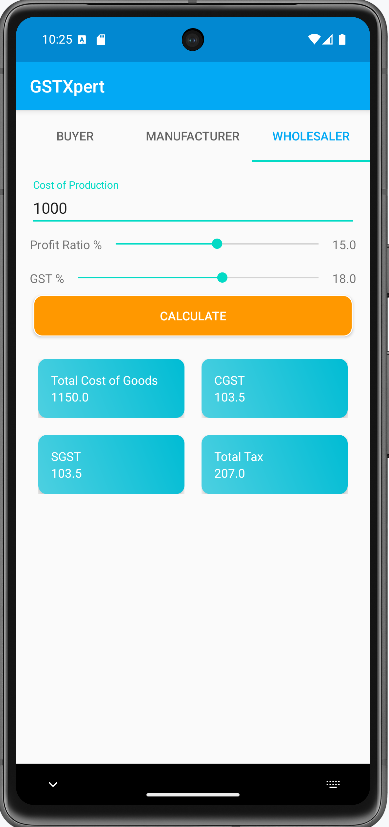 10:25
GSTXpert
BUYER MANUFACTURER WHOLESALER
Cost of Production
1000
Profit Ratio % 15.0
GST % 18.0
CALCULATE
Total Cost of Goods
1150.0
CGST
103.5
SGST
103.5
Total Tax
207.0